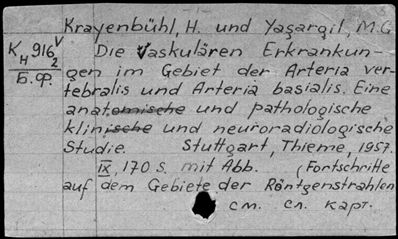 Krayenbühl, H. und Yaşargil, M.G
К н 916 V/2
Б.ф.
Die Vaskulären Erkrankun-
gen im Gebiet der Arteria ver-
tebralis und Arteria basialis. Eine
anatomische und pathologische
klinische und neuroradiologische
Studie. Stuttgart, Thieme, 1957.
IX, 170 S. mit Abb. (Fortschritte
auf dem Gebiete der Röntgenstrahlen
см. сл. карт.